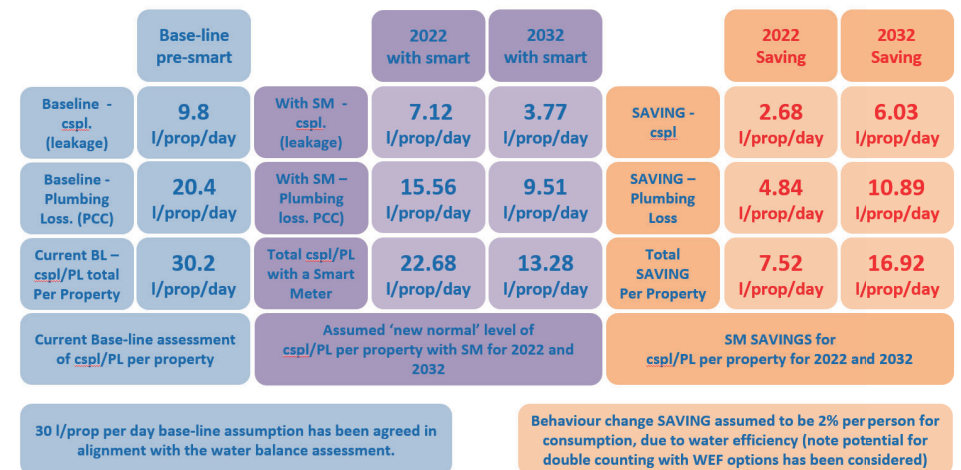 Base-line
pre-smart
2022
with smart
2032
with smart
2022
Saving
2032
Saving
Baseline -
cspl.
(leakage)
9.8
l/prop/day
With SM -
cspl.
(leakage)
7.12
l/prop/day
3.77
l/prop/day
SAVING -
cspl
2.68
l/prop/day
6.03
l/prop/day
Baseline -
Plumbing
Loss. (PCC)
20.4
l/prop/day
With SM –
Plumbing
loss. PCC)
15.56
l/prop/day
9.51
l/prop/day
SAVING –
Plumbing
Loss
4.84
l/prop/day
10.89
l/prop/day
Current BL –
cspl/PL total
Per Property
30.2
l/prop/day
Total cspl/PL
with a Smart
Meter
22.68
l/prop/day
13.28
l/prop/day
Total
SAVING
Per Property
7.52
l/prop/day
16.92
l/prop/day
Current Base-line assessment
of cspl/PL per property
Assumed ‘new normal’ level of
cspl/PL per property with SM for 2022 and
2032
SM SAVINGS for
cspl/PL per property for 2022 and 2032
30 l/prop per day base-line assumption has been agreed in
alignment with the water balance assessment.
Behaviour change SAVING assumed to be 2% per person for
consumption, due to water efficiency (note potential for
double counting with WEF options has been considered)